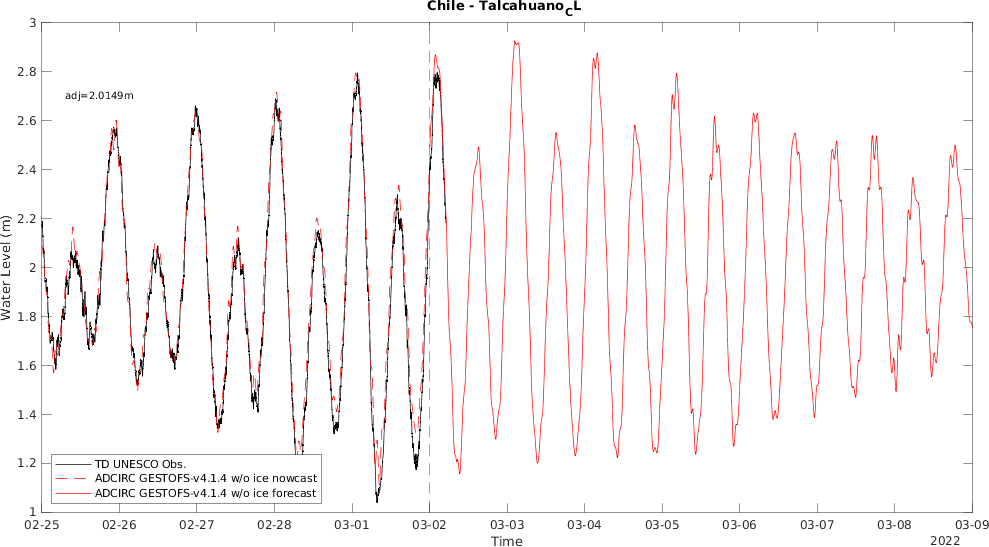 Chile - Talcahuano_CL
3
2.8
adj=2.0149m
2.6
2.4
2.2
2
1.8
1.6
1.4
1.2
1
Water Level (m)
TD UNESCO Obs.
ADCIRC GESTOFS-v4.1.4 w/o ice nowcast
ADCIRC GESTOFS-v4.1.4 w/o ice forecast
02-25 02-26 02-27 02-28 03-01 03-02 03-03 03-04 03-05 03-06 03-07 03-08 03-09
Time
2022